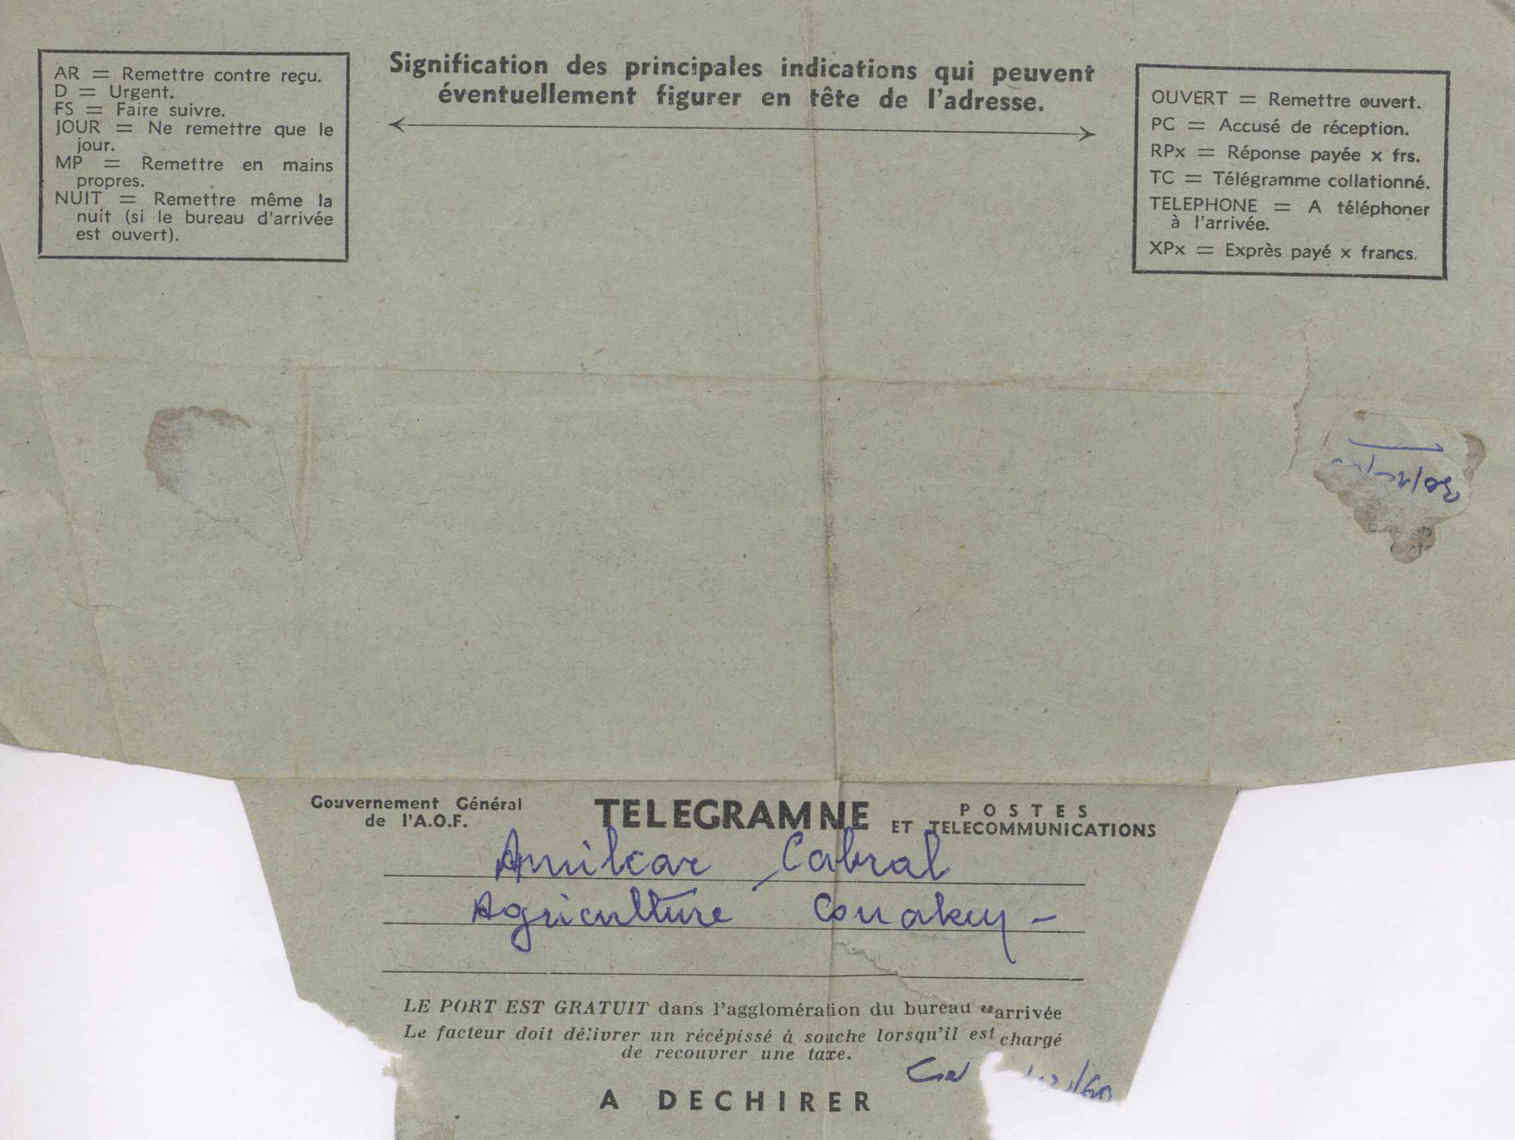 Signification des principales indications qui peuvent
éventuellement figurer en tête de l'adresse.
AR = Remettre contre reçu.
D = Urgent.
FS = Faire suivre.
JOUR = Ne remettre que le
jour.
MP = Remettre en mains
propres.
NUIT = Remettre même la
nuit (si le bureau d'arrivée
est ouvert).
OUVERT = Remettre ouvert.
PC = Accusé de réception.
RPx = Réponse payée x frs.
TC = Télégramme collationné.
TELEPHONE = A téléphoner
à l'arrivée.
XPx = Exprès payé x francs.
Gouvernement Général
de l'A.O.F.
TELEGRAMNE
POSTES
ET TELECOMMUNICATIONS
Amilcar Cabral
Agriculture Conakry -
LE PORT EST GRATUIT dans l'agglomération du bureau arrivée
Le facteur doit délivrer un récépissé à souche lorsqu'il est chargé
de recouvrer une taxe.
A DECHIRER